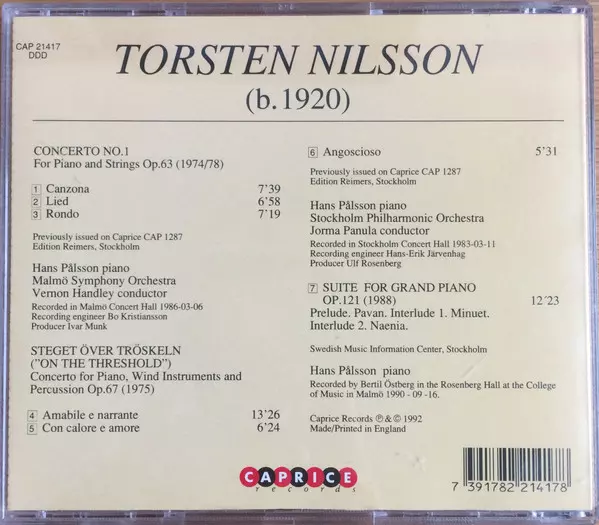 CAP 21417
DDD
TORSTEN NILSSON
(b.1920)
CONCERTO NO.1
For Piano and Strings Op.63 (1974/78)
1 Canzona 7'39
2 Lied 6'58
3 Rondo 7'19
Previously issued on Caprice CAP 1287
Edition Reimers, Stockholm
Hans Pålsson piano
Malmö Symphony Orchestra
Vernon Handley conductor
Recorded in Malmö Concert Hall 1986-03-06
Recording engineer Bo Kristiansson
Producer Ivar Munk
STEGET ÖVER TRÖSKELN
("ON THE THRESHOLD")
Concerto for Piano, Wind Instruments and
Percussion Op.67 (1975)
4 Amabile e narrante 13'26
5 Con calore e amore 6'24
6 Angoscioso 5'31
Previously issued on Caprice CAP 1287
Edition Reimers, Stockholm
Hans Pålsson piano
Stockholm Philharmonic Orchestra
Jorma Panula conductor
Recorded in Stockholm Concert Hall 1983-03-11
Recording engineer Hans-Erik Järvenhag
Producer Ulf Rosenberg
7 SUITE FOR GRAND PIANO
OP.121 (1988) 12'23
Prelude. Pavan. Interlude 1. Minuet.
Interlude 2. Naenia.
Swedish Music Information Center, Stockholm
Hans Pålsson piano
Recorded by Bertil Östberg in the Rosenberg Hall at the College
of Music in Malmö 1990 -09 -16.
Caprice Records ℗ & © 1992
Made/Printed in England
CAPRICE
records
7 391782 214178